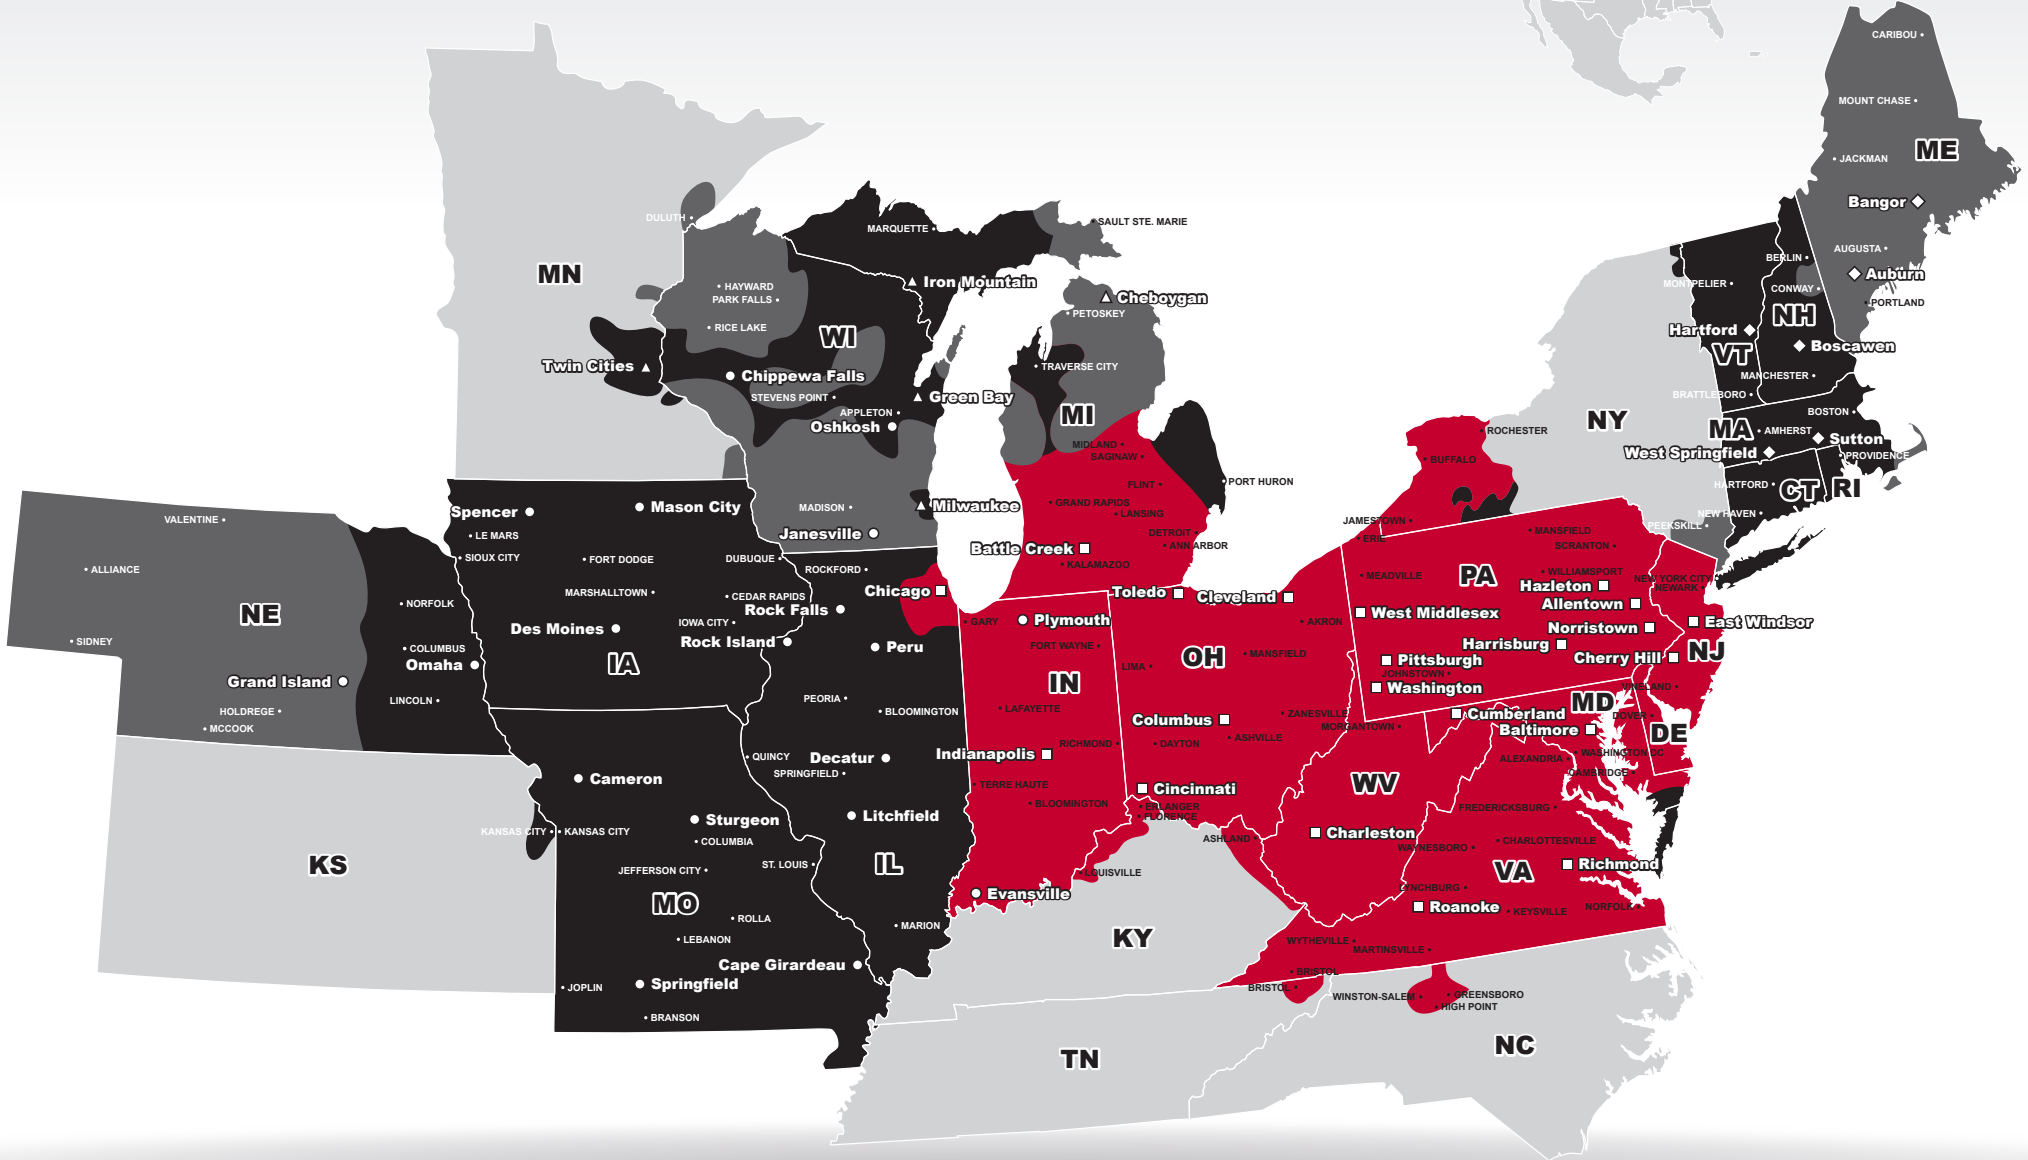 CARIBOU
MOUNT CHASE
ME
JACKMAN
Bangor
AUGUSTA
Auburn
PORTLAND
DULUTH
MARQUETTE
SAULT STE. MARIE
MN
HAYWARD
PARK FALLS
RICE LAKE
WI
Iron Mountain
Cheboygan
PETOSKEY
BERLIN
MONTPELIER
CONWAY
NH
Hartford
VT
Boscawen
Twin Cities
Chippewa Falls
STEVENS POINT
APPLETON
Oshkosh
Green Bay
TRAVERSE CITY
MI
MANCHESTER
BRATTLEBORO
BOSTON
MA
AMHERST
Sutton
West Springfield
PROVIDENCE
HARTFORD
CT
RI
NEW HAVEN
PEEKSKILL
NY
ROCHESTER
BUFFALO
JAMESTOWN
MIDLAND
SAGINAW
FLINT
PORT HURON
GRAND RAPIDS
LANSING
DETROIT
ANN ARBOR
Battle Creek
KALAMAZOO
MADISON
Milwaukee
Janesville
VALENTINE
ALLIANCE
NE
SIDNEY
NORFOLK
COLUMBUS
Omaha
Grand Island
LINCOLN
HOLDREGE
MCCOOK
Spencer
Mason City
LE MARS
SIOUX CITY
FORT DODGE
DUBUQUE
MARSHALLTOWN
CEDAR RAPIDS
IOWA CITY
Des Moines
IA
ROCKFORD
Chicago
Rock Falls
Rock Island
Peru
PEORIA
BLOOMINGTON
QUINCY
Decatur
SPRINGFIELD
Litchfield
IL
MARION
GARY
Plymouth
FORT WAYNE
IN
LAFAYETTE
RICHMOND
Indianapolis
TERRE HAUTE
BLOOMINGTON
Evansville
Toledo
Cleveland
AKRON
LIMA
OH
MANSFIELD
Columbus
ZANESVILLE
ASHVILLE
DAYTON
Cincinnati
ERLANGER
FLORENCE
ASHLAND
LOUISVILLE
KY
ERIE
MANSFIELD
SCRANTON
MEADVILLE
PA
WILLIAMSPORT
Hazleton
Allentown
West Middlesex
Norristown
Harrisburg
Pittsburgh
JOHNSTOWN
Washington
Cherry Hill
NEW YORK CITY
NEWARK
East Windsor
NJ
VINELAND
MORGANTOWN
Cumberland
MD
Baltimore
DOVER
DE
WASHINGTON DC
ALEXANDRIA
CAMBRIDGE
WV
Charleston
FREDERICKSBURG
CHARLOTTESVILLE
WAYNESBORO
VA
Richmond
LYNCHBURG
Roanoke
KEYSVILLE
NORFOLK
WYTHEVILLE
MARTINSVILLE
BRISTOL
BRISTOL
WINSTON-SALEM
GREENSBORO
HIGH POINT
NC
TN
Cameron
KANSAS CITY
KANSAS CITY
KS
Sturgeon
COLUMBIA
JEFFERSON CITY
ST. LOUIS
MO
ROLLA
LEBANON
Cape Girardeau
Springfield
JOPLIN
BRANSON